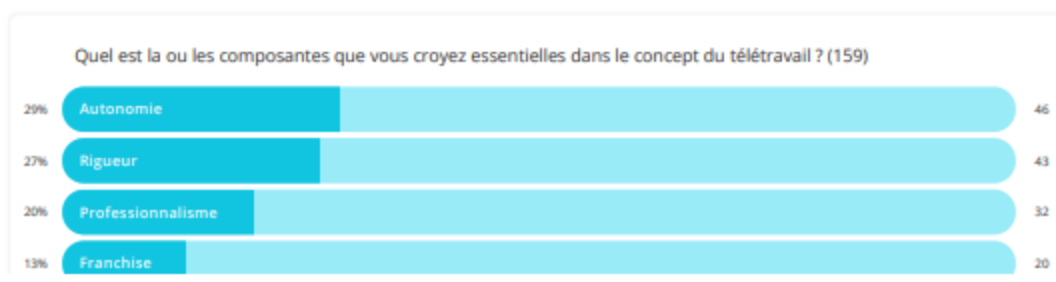 Quel est la ou les composantes que vous croyez essentielles dans le concept du télétravail ? (159)
29% Autonomie 46
27% Rigueur 43
20% Professionnalisme 32
13% Franchise 20